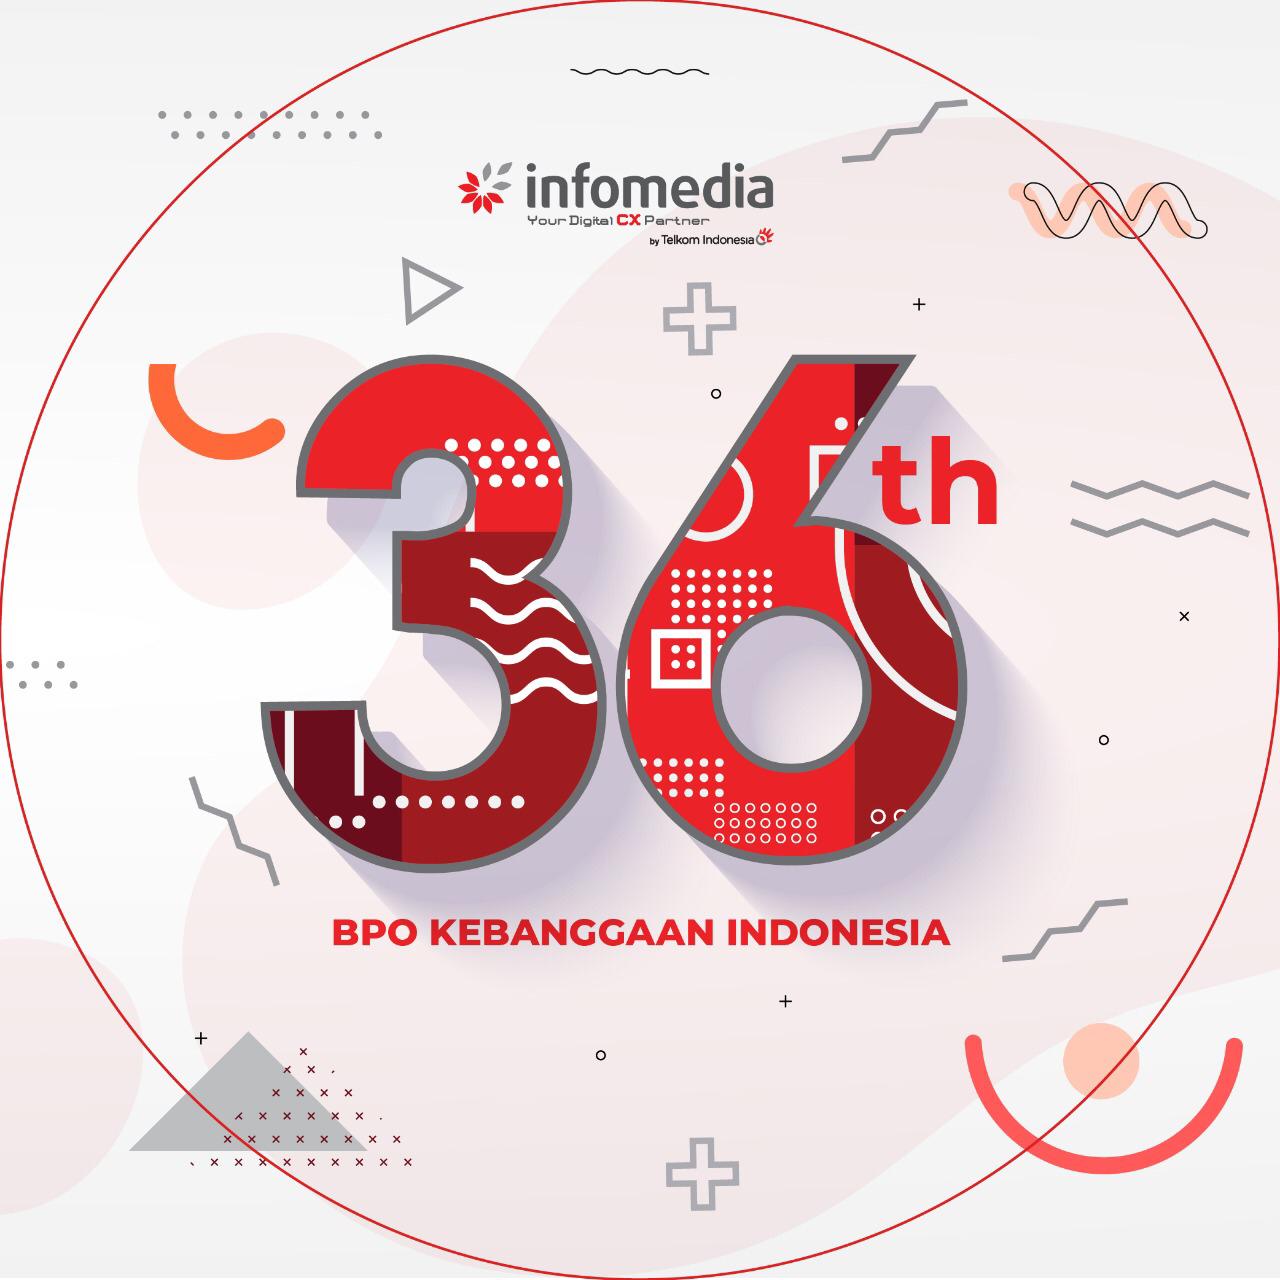 infomedia
Your Digital CX Partner
by Telkom Indonesia
36th
BPO KEBANGGAAN INDONESIA